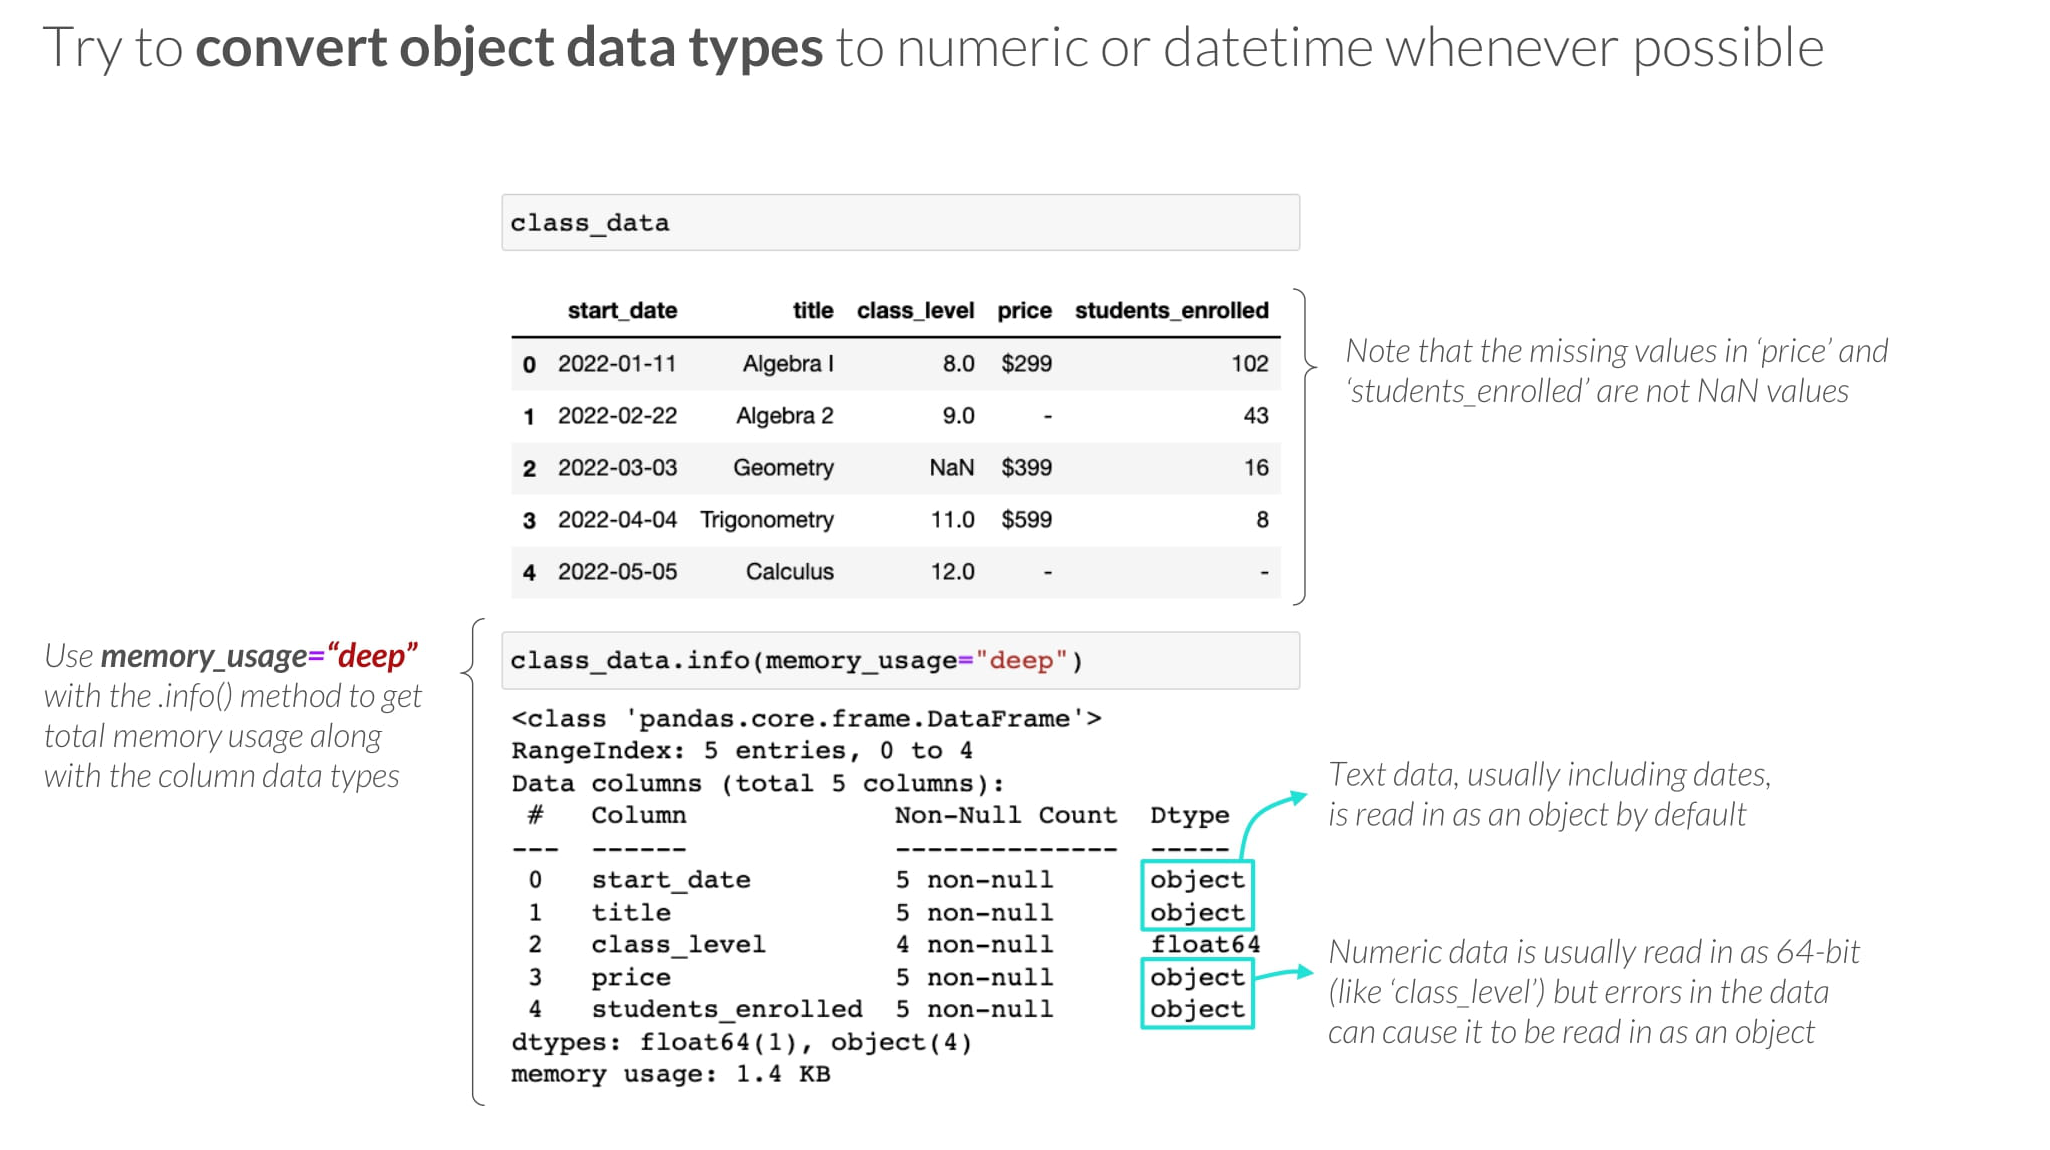 Try to convert object data types to numeric or datetime whenever possible
class_data
start_date title class_level price students_enrolled
0 2022-01-11 Algebra I 8.0 $299 102
1 2022-02-22 Algebra 2 9.0 - 43
2 2022-03-03 Geometry NaN $399 16
3 2022-04-04 Trigonometry 11.0 $599 8
4 2022-05-05 Calculus 12.0 - -
Note that the missing values in ‘price’ and
‘students_enrolled’ are not NaN values
Use memory_usage=“deep”
with the .info() method to get
total memory usage along
with the column data types
class_data.info(memory_usage="deep")
<class 'pandas.core.frame.DataFrame'>
RangeIndex: 5 entries, 0 to 4
Data columns (total 5 columns):
# Column Non-Null Count Dtype
--- ------ -------------- -----
0 start_date 5 non-null object
1 title 5 non-null object
2 class_level 4 non-null float64
3 price 5 non-null object
4 students_enrolled 5 non-null object
dtypes: float64(1), object(4)
memory usage: 1.4 KB
Text data, usually including dates,
is read in as an object by default
Numeric data is usually read in as 64-bit
(like ‘class_level’) but errors in the data
can cause it to be read in as an object